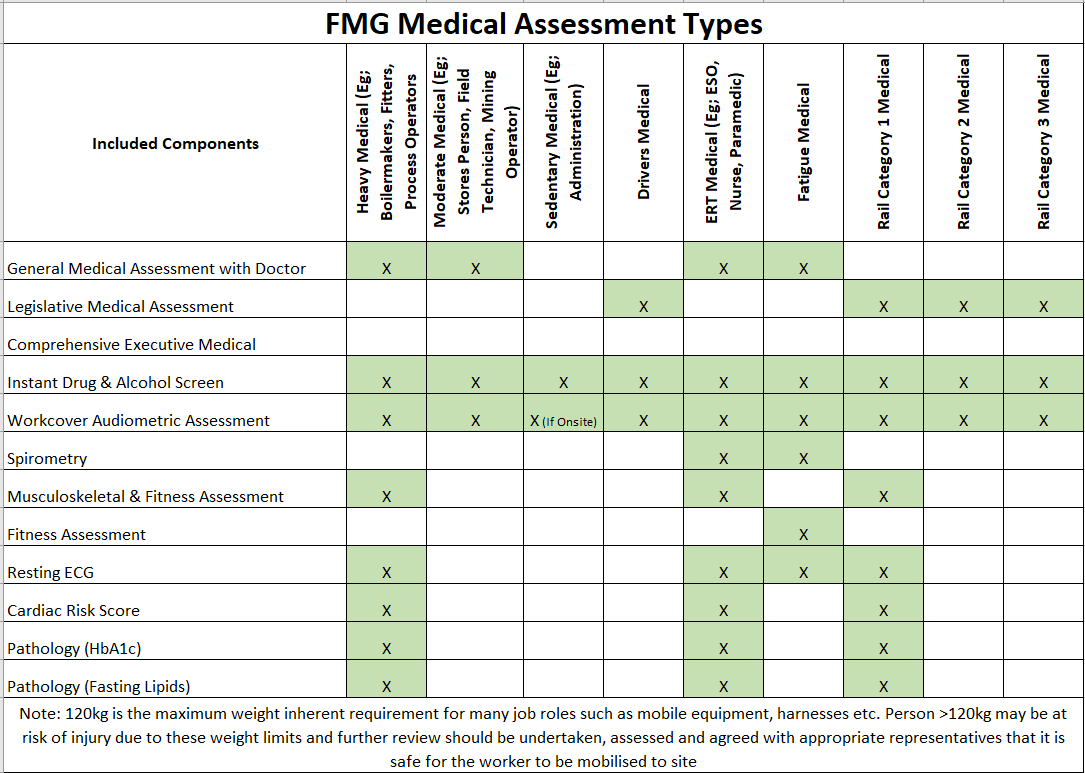 FMG Medical Assessment Types
Included Components
Heavy Medical (Eg;
Boilermakers, Fitters,
Process Operators
Moderate Medical (Eg;
Stores Person, Field
Technician, Mining
Operator)
Sedentary Medical (Eg;
Administration)
Drivers Medical
ERT Medical (Eg; ESO,
Nurse, Paramedic)
Fatigue Medical
Rail Category 1 Medical
Rail Category 2 Medical
Rail Category 3 Medical
General Medical Assessment with Doctor X X X X
Legislative Medical Assessment X X X X
Comprehensive Executive Medical
Instant Drug & Alcohol Screen X X X X X X X X X
Workcover Audiometric Assessment X X X (If Onsite) X X X X X X
Spirometry X X
Musculoskeletal & Fitness Assessment X X X
Fitness Assessment X
Resting ECG X X X X
Cardiac Risk Score X X X
Pathology (HbA1c) X X X
Pathology (Fasting Lipids) X X X
Note: 120kg is the maximum weight inherent requirement for many job roles such as mobile equipment, harnesses etc. Person >120kg may be at
risk of injury due to these weight limits and further review should be undertaken, assessed and agreed with appropriate representatives that it is
safe for the worker to be mobilised to site